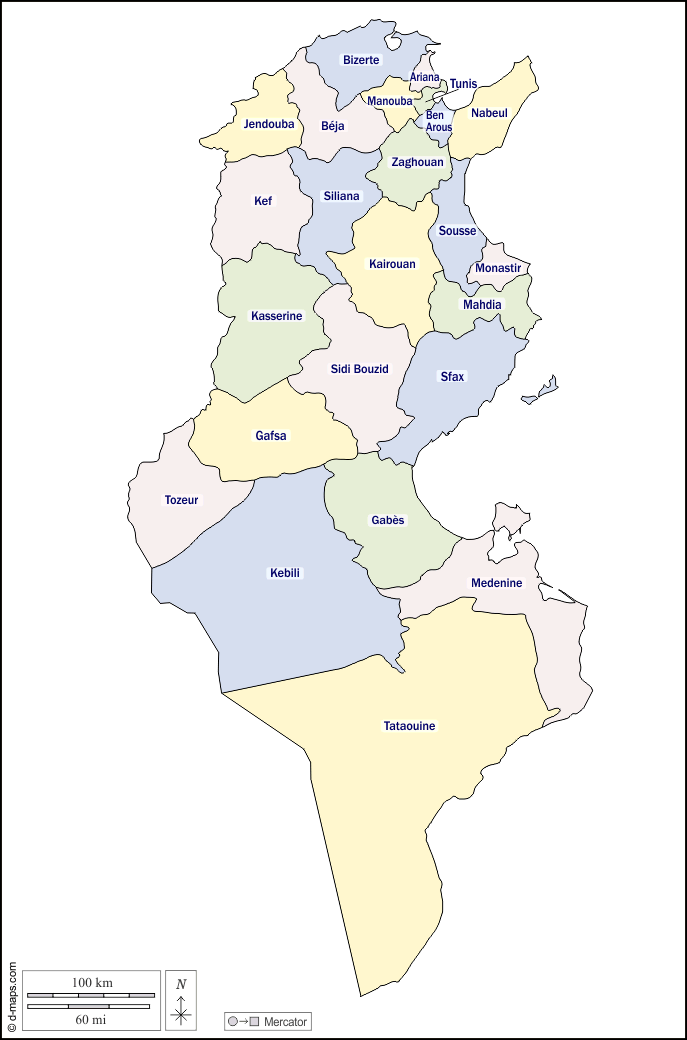 Bizerte
Ariana
Tunis
Manouba
Nabeul
Ben
Arous
Jendouba
Béja
Zaghouan
Kef
Siliana
Sousse
Kairouan
Monastir
Mahdia
Kasserine
Sidi Bouzid
Sfax
Gafsa
Tozeur
Gabès
Kebili
Medenine
Tataouine
© d-maps.com
100 km
60 mi
N
Mercator